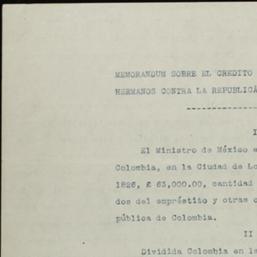 MEMORANDUM SOBRE EL CREDITO
HERMANOS CONTRA LA REPUBLICA
I
El Ministro de México e
Colombia, en la Ciudad de Lo
1826, £ 63,000.00, cantidad
dos del empréstito y otras c
pública de Colombia.
II
Dividida Colombia en la